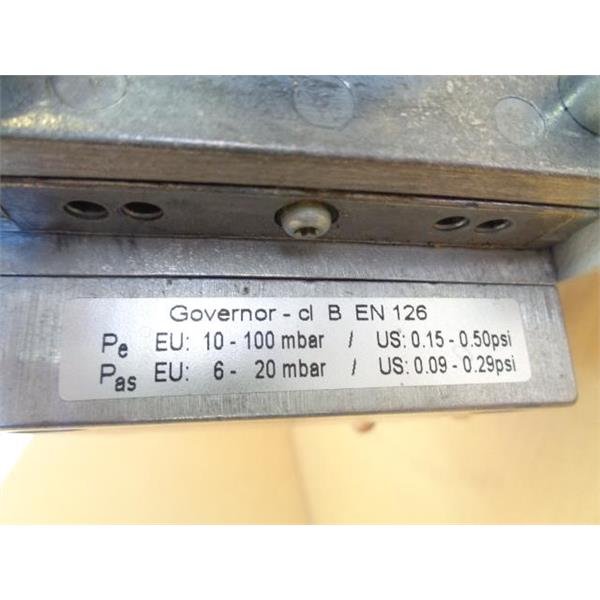 Governor - cl B EN 126
Pe EU: 10 - 100 mbar / US: 0.15 - 0.50psi
Pas EU: 6 - 20 mbar / US: 0.09 - 0.29psi